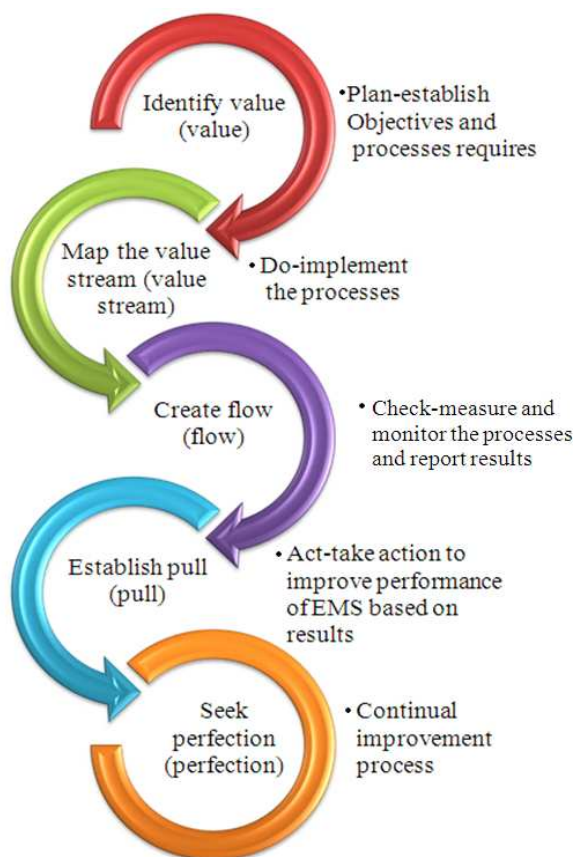 Identify value
(value)
•Plan-establish
Objectives and
processes requires
Map the value
stream (value
stream)
•Do-implement
the processes
Create flow
(flow)
•Check-measure and
monitor the processes
and report results
Establish pull
(pull)
•Act-take action to
improve performance
of EMS based on
results
Seek
perfection
(perfection)
•Continual
improvement
process